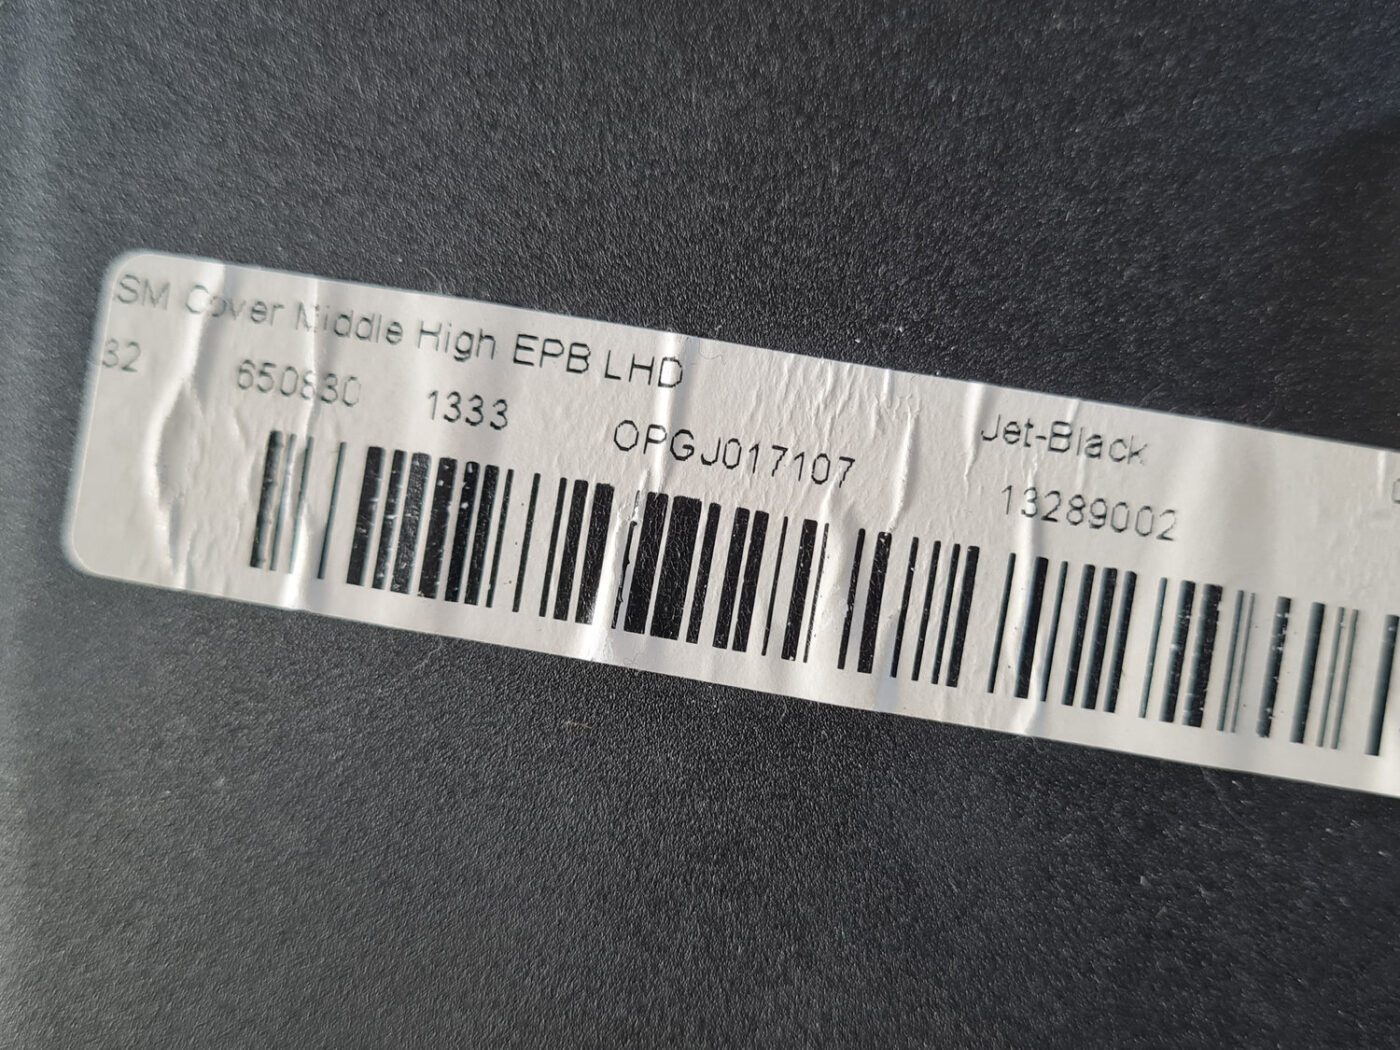 SM Cover Middle High EPB LHD Jet-Black
32 650830 1333 OPGJ017107 13289002